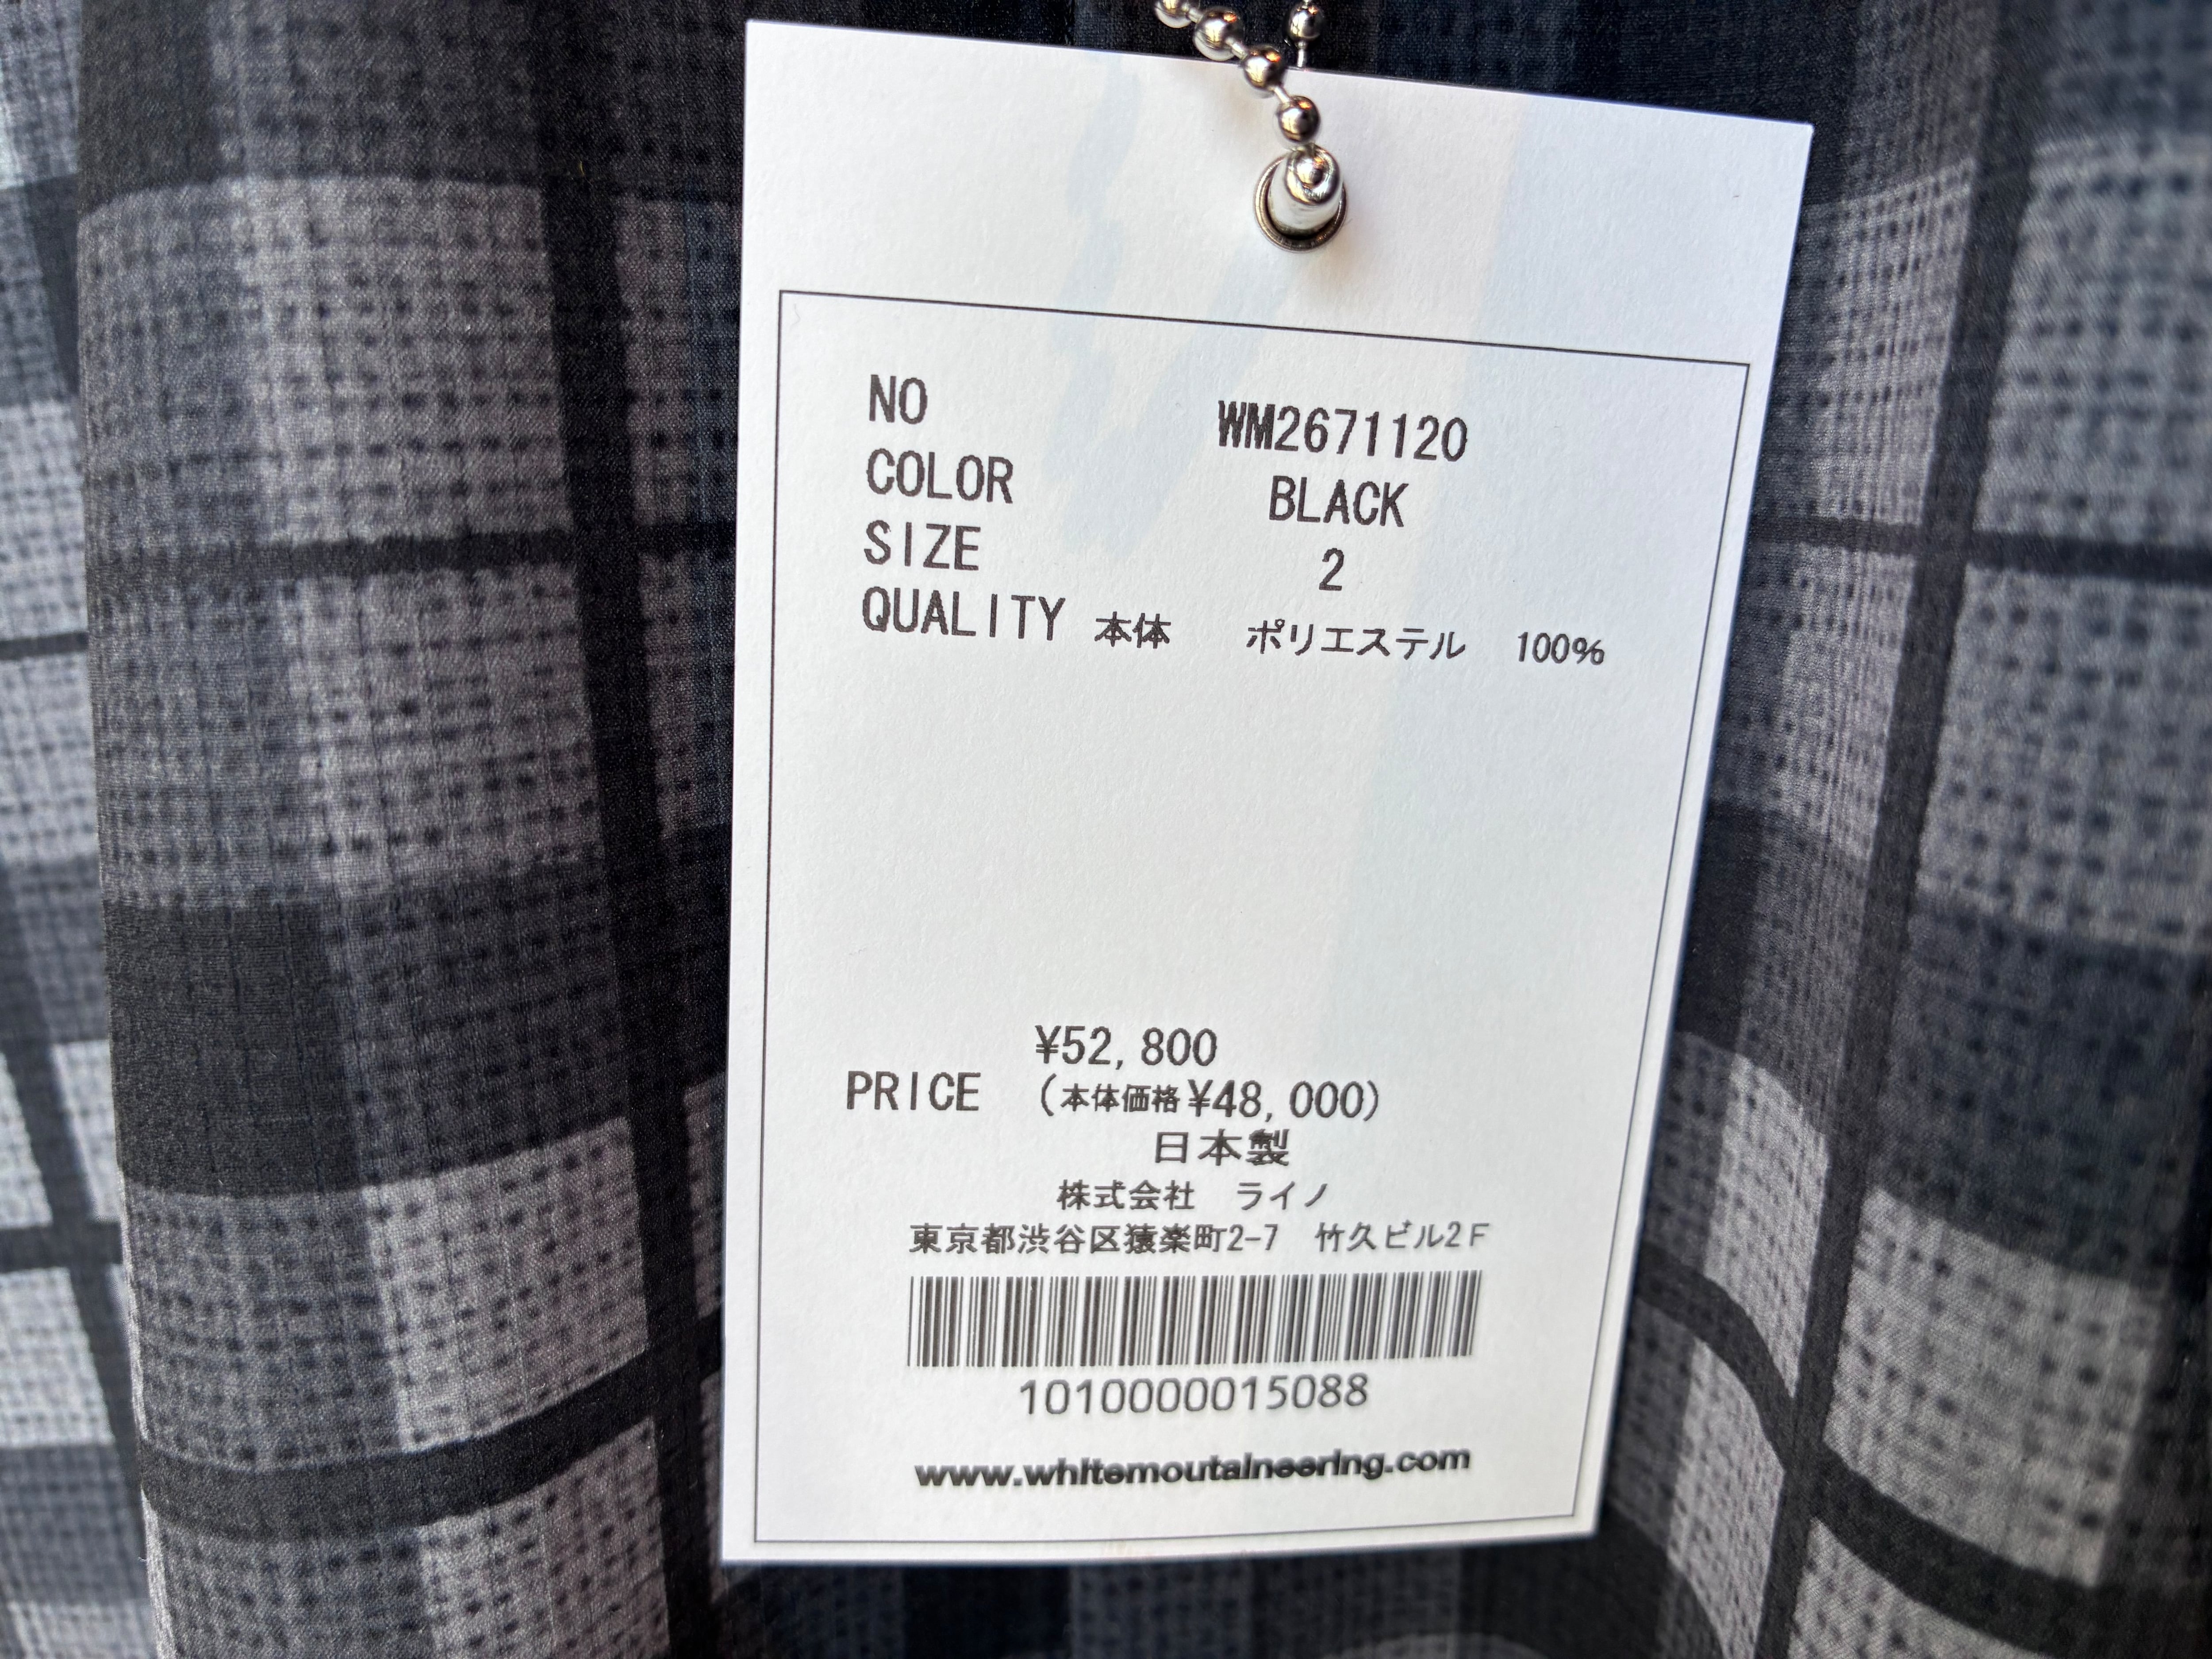 NO WM2671120
COLOR BLACK
SIZE 2
QUALITY 本体 ポリエステル 100%
¥52,800
PRICE (本体価格¥48,000)
日本製
株式会社 ライノ
東京都渋谷区猿楽町2-7 竹久ビル2F
1010000015088
www.whitemoutaineering.com